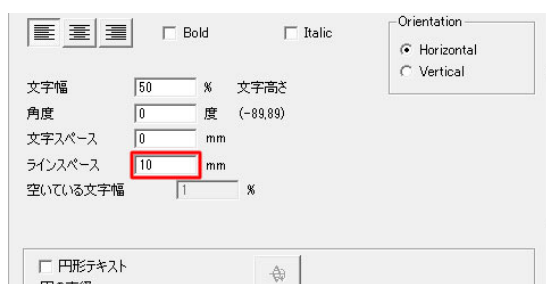 Orientation
Bold
Italic
Horizontal
Vertical
文字幅 50 % 文字高さ
角度 0 度 (-89,89)
文字スペース 0 mm
ラインスペース 10 mm
空いている文字幅 1 %
円形テキスト